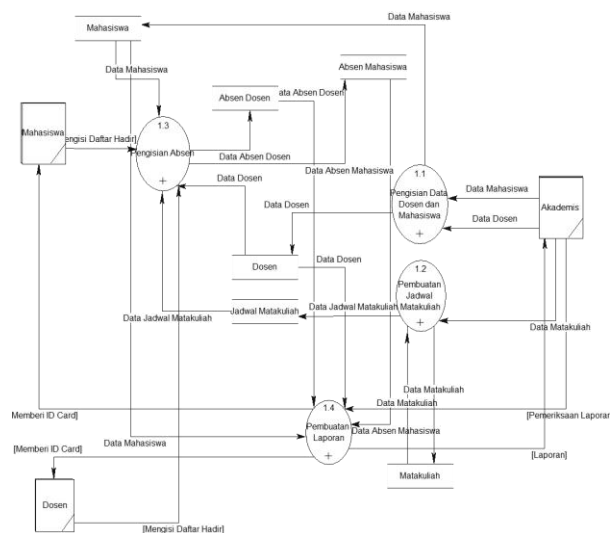 Data Mahasiswa
Mahasiswa
Data Mahasiswa
Absen Mahasiswa
Absen Dosen
ata Absen Dosen
1.3
Mahasiswa
engisi Daftar Hadir]
Pengisian Absen
Data Absen Dosen
Data Absen Mahasiswa
+
1.1
Pengisian Data
Dosen dan
Mahasiswa
+
Data Mahasiswa
Akademis
Data Dosen
Data Dosen
Data Dosen
Data Dosen
Dosen
1.2
Pembuatan
Jadwal
Matakuliah
+
Data Jadwal Matakuliah
Jadwal Matakuliah
Data Jadwal Matakuliah
Data Matakuliah
Data Matakuliah
Data Matakuliah
1.4
Pembuatan
Laporan
+
Memberi ID Card]
[Pemeriksaan Laporan
Data Absen Mahasiswa
Data Mahasiswa
[Memberi ID Card]
[Laporan]
Matakuliah
Dosen
[Mengisi Daftar Hadir]